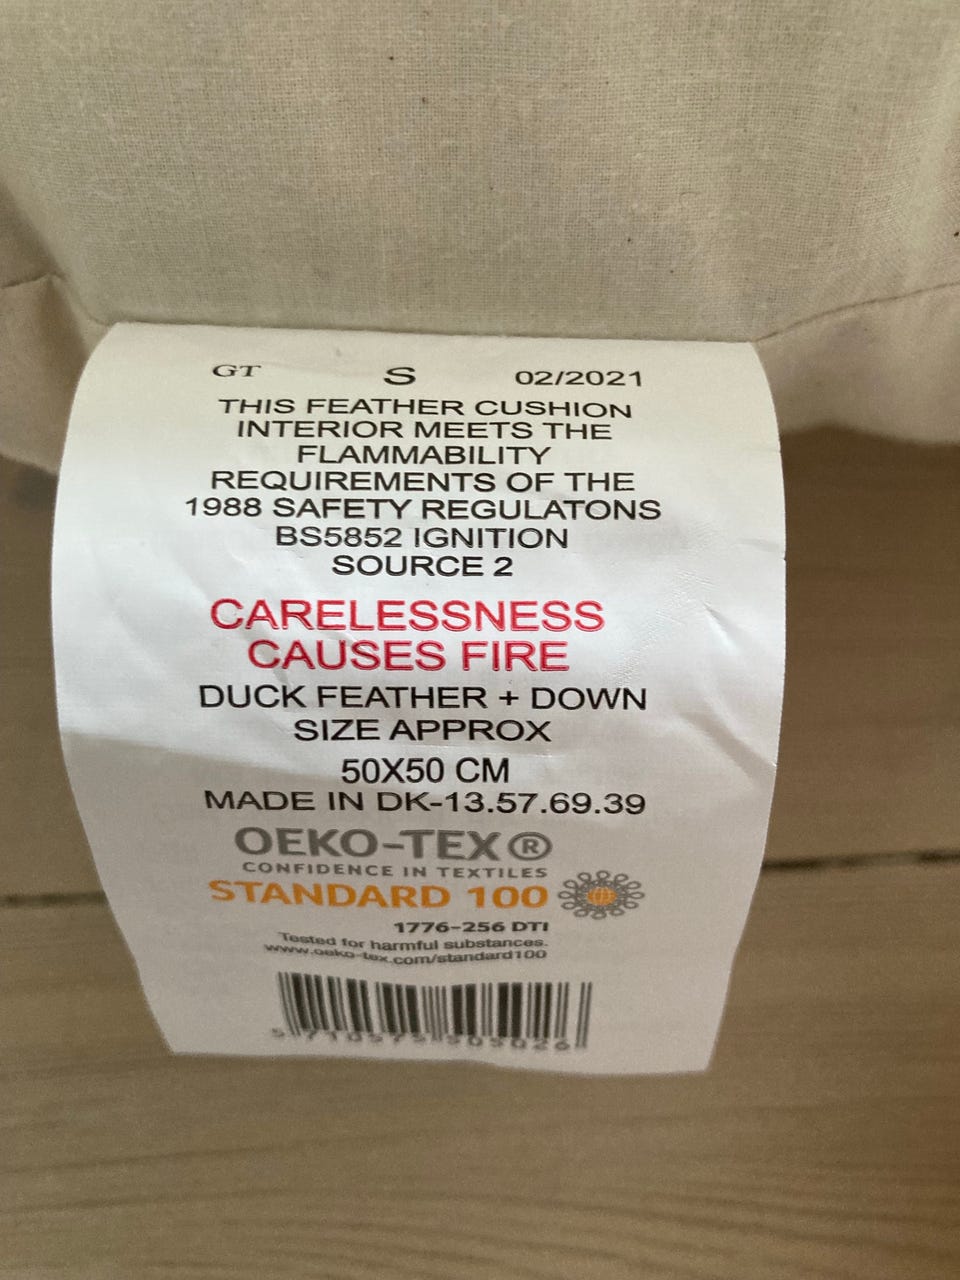 GT S 02/2021
THIS FEATHER CUSHION
INTERIOR MEETS THE
FLAMMABILITY
REQUIREMENTS OF THE
1988 SAFETY REGULATONS
BS5852 IGNITION
SOURCE 2
CARELESSNESS
CAUSES FIRE
DUCK FEATHER + DOWN
SIZE APPROX
50X50 CM
MADE IN DK-13.57.69.39
OEKO-TEX®
CONFIDENCE IN TEXTILES
STANDARD 100
1776-256 DTI
Tested for harmful substances.
www.oeko-tex.com/standard100